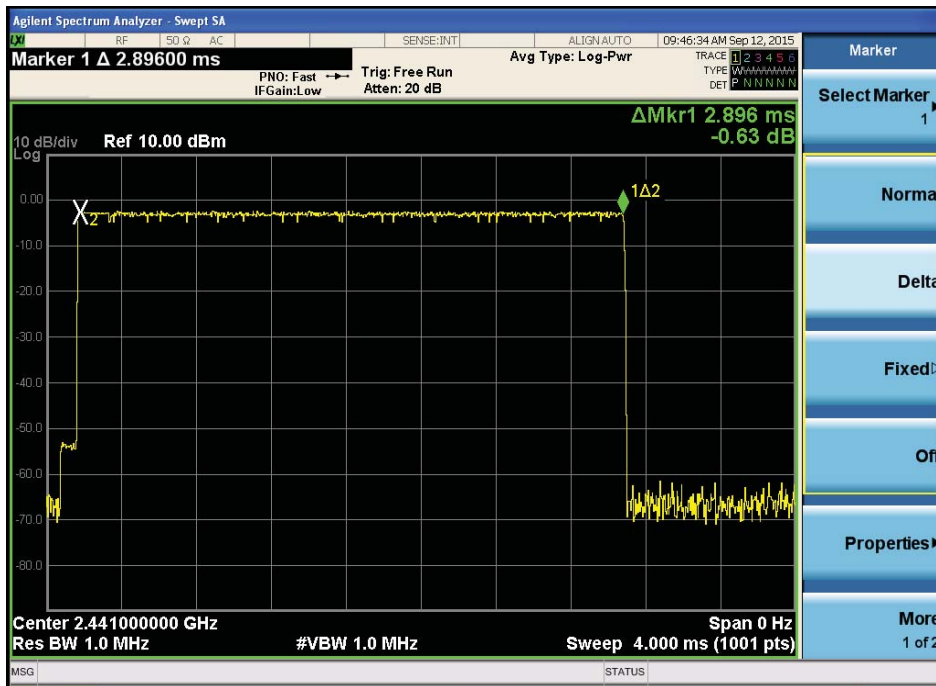 Agilent Spectrum Analyzer - Swept SA
LXI RF 50 Ω AC SENSE:INT ALIGN AUTO 09:46:34 AM Sep 12, 2015
Marker 1 Δ 2.89600 ms
PNO: Fast
IFGain:Low
Trig: Free Run
Atten: 20 dB
Avg Type: Log-Pwr
TRACE 1 2 3 4 5 6
TYPE WWWWWW
DET P N N N N N
ΔMkr1 2.896 ms
-0.63 dB
10 dB/div Ref 10.00 dBm
Log
0.00
-10.0
-20.0
-30.0
-40.0
-50.0
-60.0
-70.0
-80.0
X2
1Δ2
Center 2.441000000 GHz Span 0 Hz
Res BW 1.0 MHz #VBW 1.0 MHz Sweep 4.000 ms (1001 pts)
MSG STATUS
Marker
Select Marker
1
Norma
Delta
Fixed
Off
Properties
More
1 of 2